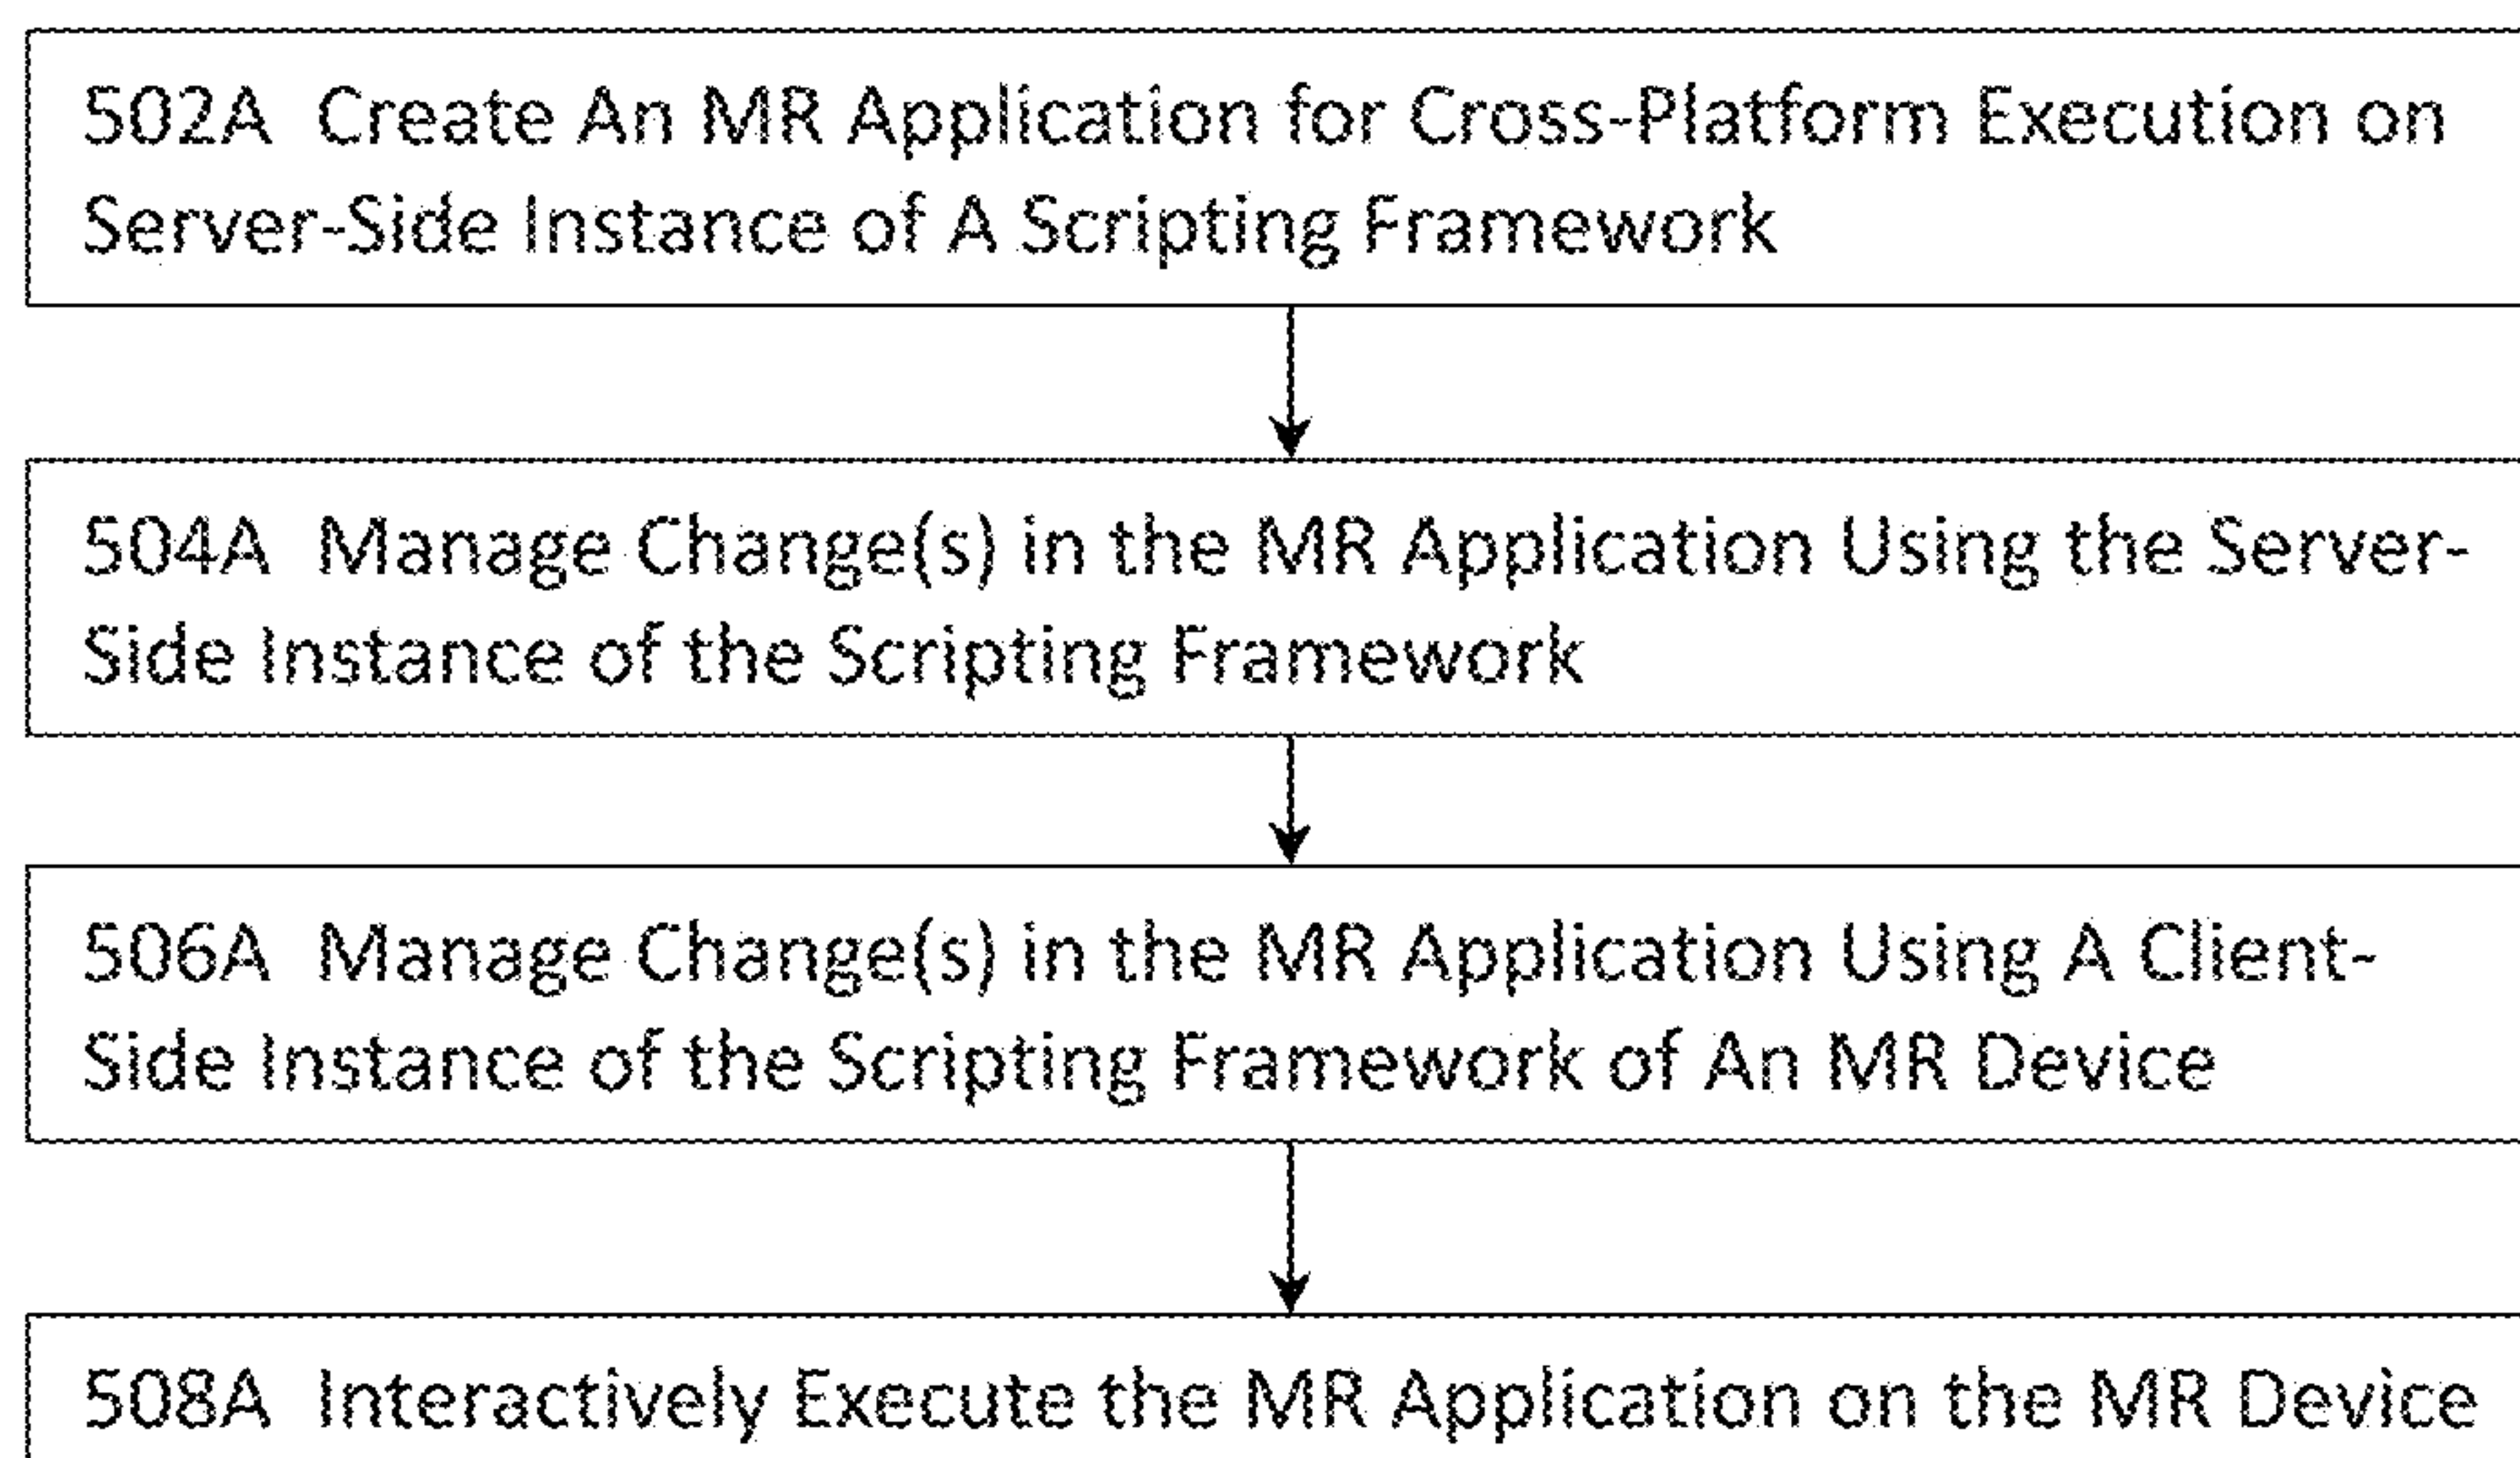 502A Create An MR Application for Cross-Platform Execution on
Server-Side Instance of A Scripting Framework
504A Manage Change(s) in the MR Application Using the Server-
Side Instance of the Scripting Framework
506A Manage Change(s) in the MR Application Using A Client-
Side Instance of the Scripting Framework of An MR Device
508A Interactively Execute the MR Application on the MR Device